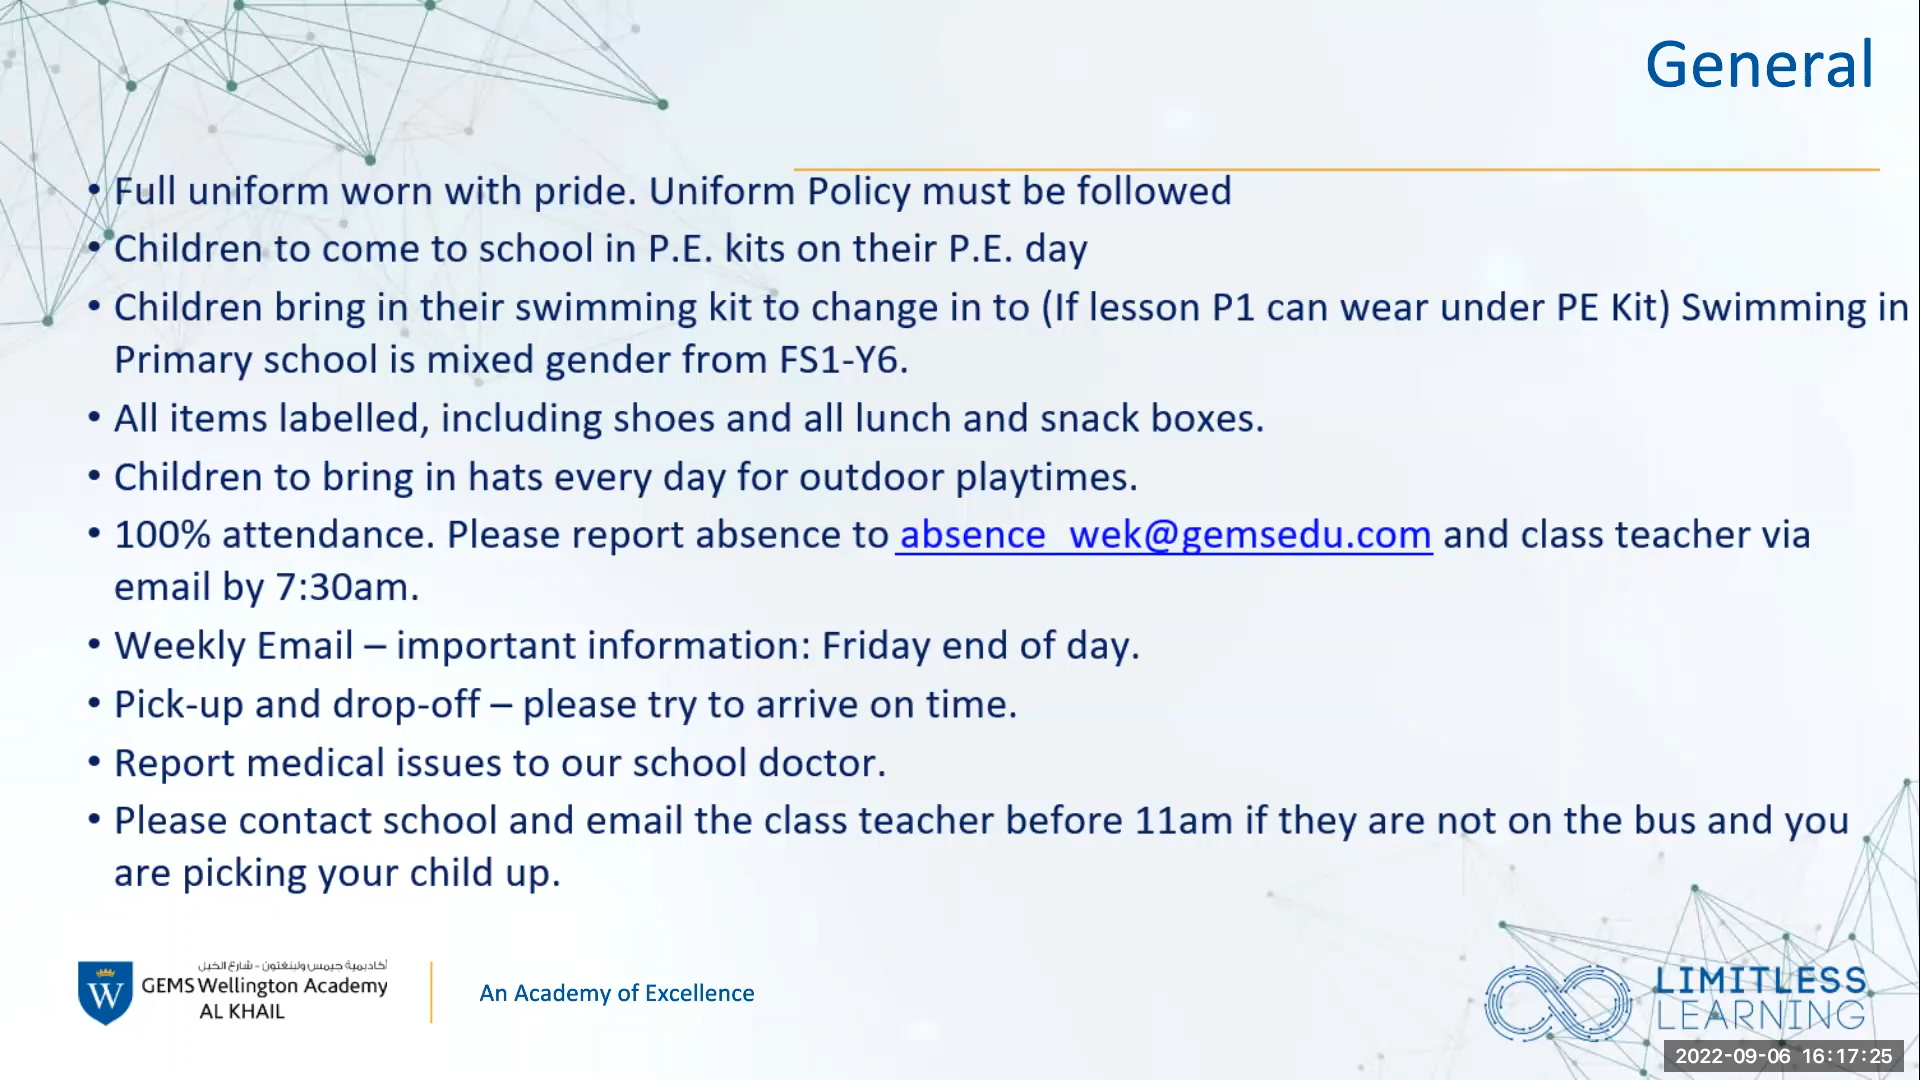 General
• Full uniform worn with pride. Uniform Policy must be followed
• Children to come to school in P.E. kits on their P.E. day
• Children bring in their swimming kit to change in to (If lesson P1 can wear under PE Kit) Swimming in
Primary school is mixed gender from FS1-Y6.
• All items labelled, including shoes and all lunch and snack boxes.
• Children to bring in hats every day for outdoor playtimes.
• 100% attendance. Please report absence to absence_wek@gemsedu.com and class teacher via
email by 7:30am.
• Weekly Email – important information: Friday end of day.
• Pick-up and drop-off – please try to arrive on time.
• Report medical issues to our school doctor.
• Please contact school and email the class teacher before 11am if they are not on the bus and you
are picking your child up.
أكاديمية جيمس ولينغتون - شارع الخيل
W
GEMS Wellington Academy
AL KHAIL
An Academy of Excellence
LIMITLESS
LEARNING
2022-09-06 16:17:25